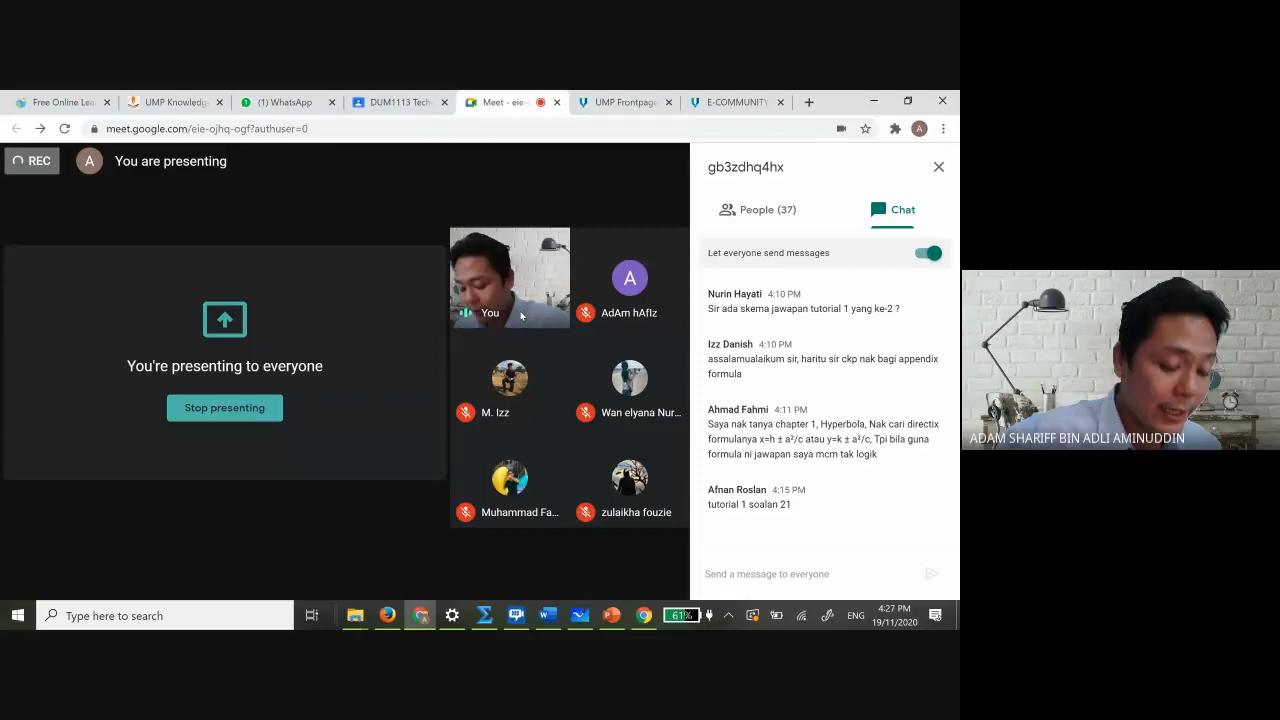 Free Online Lea
UMP Knowledg
(1) WhatsApp
DUM1113 Tech
Meet - eie-
UMP Frontpag
E-COMMUNITY
meet.google.com/eie-ojhq-ogf?authuser=0
A
REC
A
You are presenting
gb3zdhq4hx
People (37)
Chat
Let everyone send messages
You're presenting to everyone
Stop presenting
You
A
AdAm hAfIz
M. Izz
Wan elyana Nur...
Muhammad Fa...
zulaikha fouzie
Nurin Hayati 4:10 PM
Sir ada skema jawapan tutorial 1 yang ke-2 ?
Izz Danish 4:10 PM
assalamualaikum sir, haritu sir ckp nak bagi appendix
formula
Ahmad Fahmi 4:11 PM
Saya nak tanya chapter 1, Hyperbola, Nak cari directix
formulanya x=h ± a²/c atau y=k ± a²/c, Tpi bila guna
formula ni jawapan saya mcm tak logik
Afnan Roslan 4:15 PM
tutorial 1 soalan 21
Send a message to everyone
ADAM SHARIFF BIN ADLI AMINUDDIN
Type here to search
61%
ENG
4:27 PM
19/11/2020